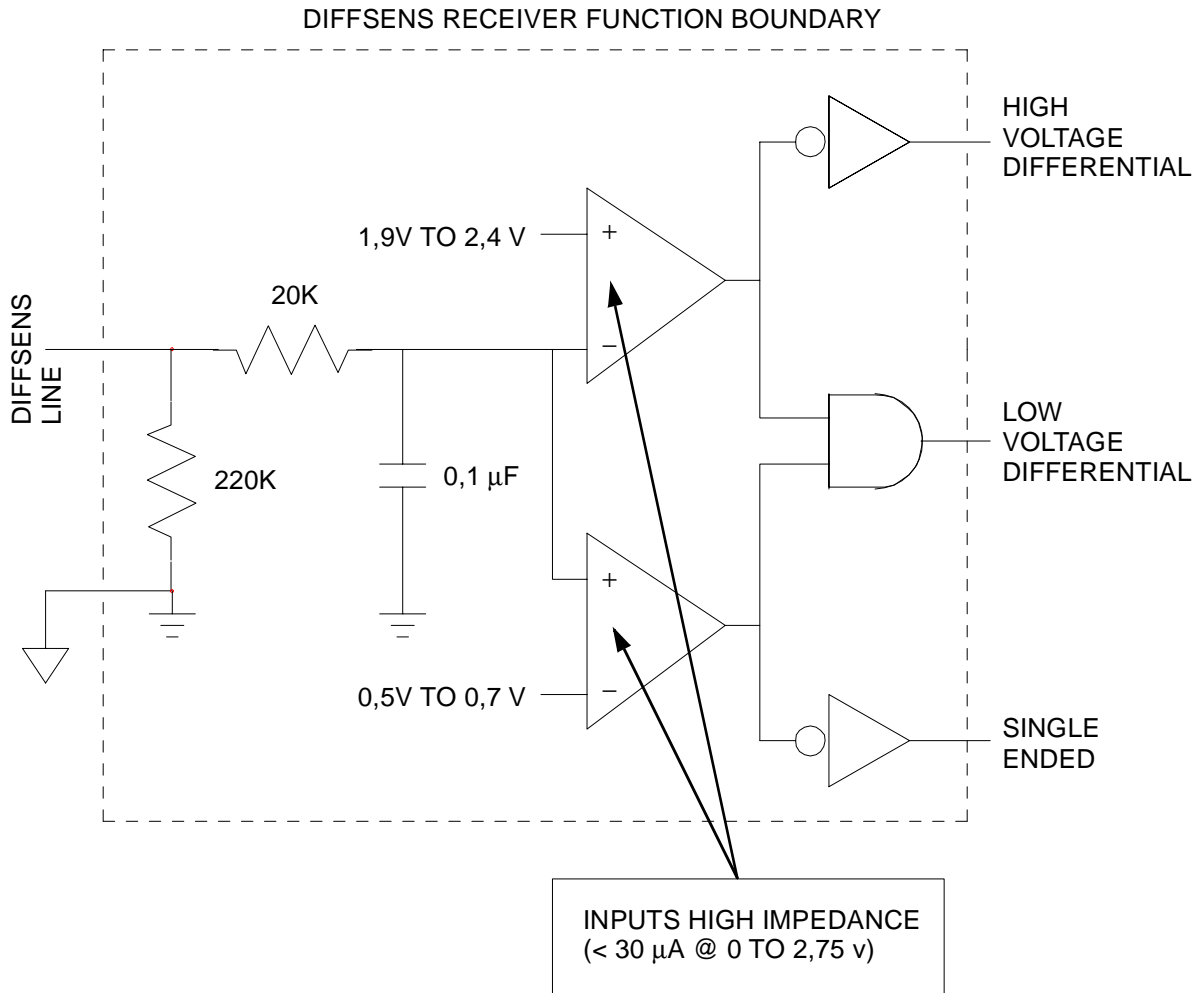 DIFFSENS RECEIVER FUNCTION BOUNDARY
HIGH
VOLTAGE
DIFFERENTIAL
1,9V TO 2,4 V
+
−
20K
DIFFSENS
LINE
220K
0,1 μF
LOW
VOLTAGE
DIFFERENTIAL
+
−
0,5V TO 0,7 V
SINGLE
ENDED
INPUTS HIGH IMPEDANCE
(< 30 μA @ 0 TO 2,75 v)